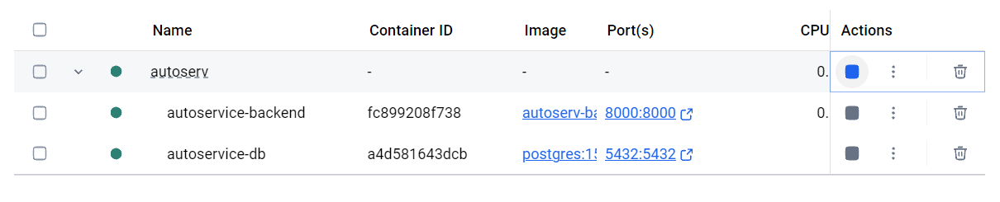 Name Container ID Image Port(s) CPU Actions
autoserv - - - 0.
autoservice-backend fc899208f738 autoserv-ba 8000:8000 0.
autoservice-db a4d581643dcb postgres:15 5432:5432